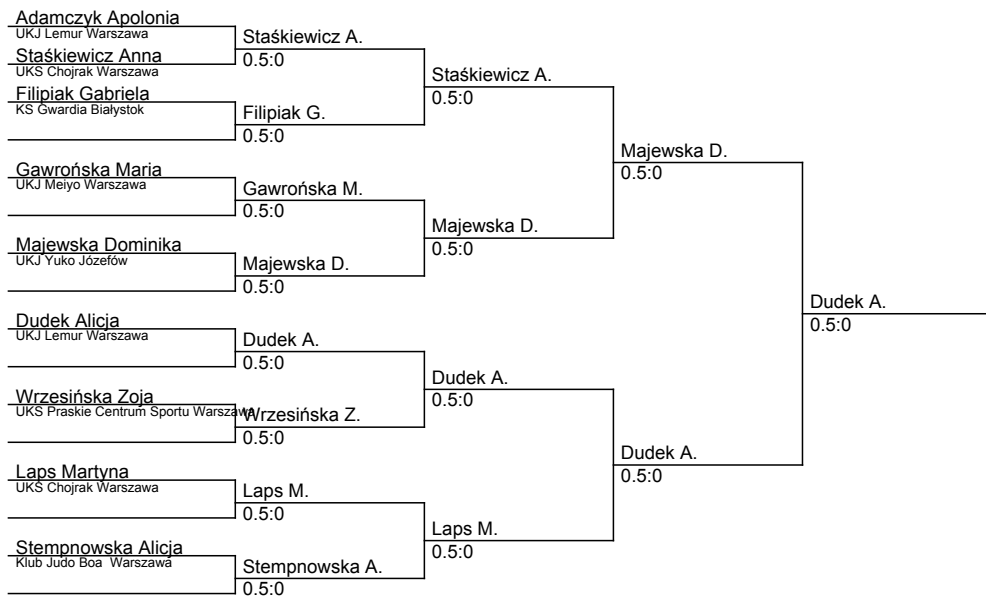 Adamczyk Apolonia
UKJ Lemur Warszawa
Staśkiewicz Anna
UKS Chojrak Warszawa
Filipiak Gabriela
KS Gwardia Białystok
Gawrońska Maria
UKJ Meiyo Warszawa
Majewska Dominika
UKJ Yuko Józefów
Dudek Alicja
UKJ Lemur Warszawa
Wrzesińska Zoja
UKS Praskie Centrum Sportu Warszawa
Laps Martyna
UKS Chojrak Warszawa
Stempnowska Alicja
Klub Judo Boa  Warszawa
Staśkiewicz A.
0.5:0
Filipiak G.
0.5:0
Gawrońska M.
0.5:0
Majewska D.
0.5:0
Dudek A.
0.5:0
Wrzesińska Z.
0.5:0
Laps M.
0.5:0
Stempnowska A.
0.5:0
Staśkiewicz A.
0.5:0
Majewska D.
0.5:0
Dudek A.
0.5:0
Laps M.
0.5:0
Majewska D.
0.5:0
Dudek A.
0.5:0
Dudek A.
0.5:0